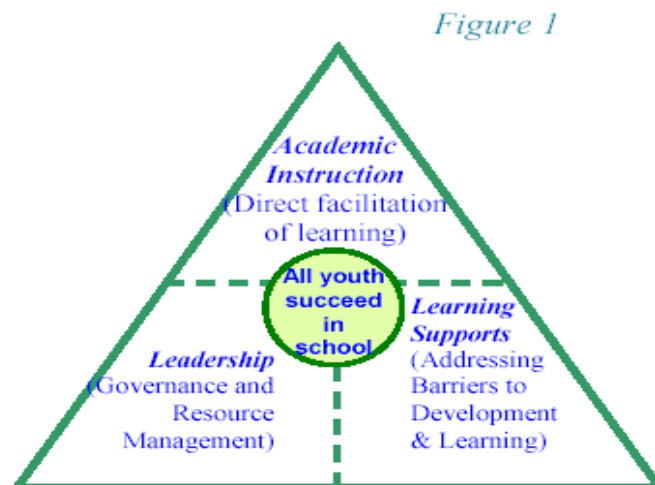 Figure 1
Academic
Instruction
(Direct facilitation
of learning)
All youth
succeed
in
school
Leadership
(Governance and
Resource
Management)
Learning
Supports
(Addressing
Barriers to
Development
& Learning)